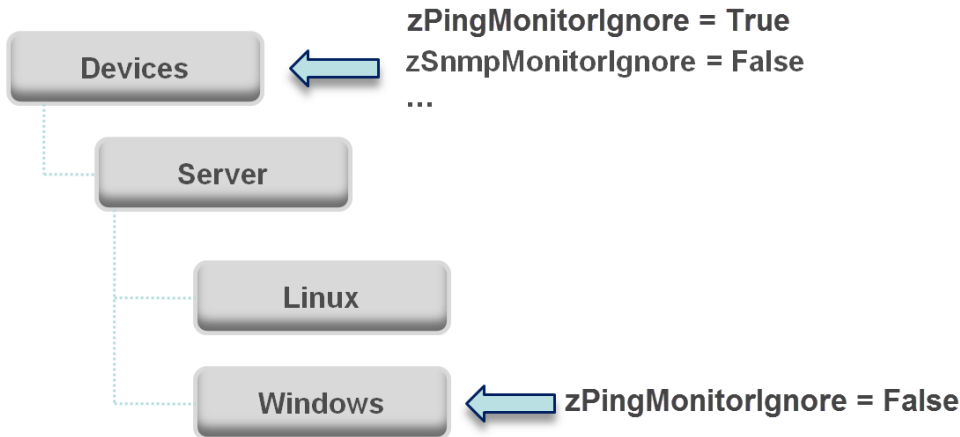 zPingMonitorIgnore = True
Devices
zSnmpMonitorIgnore = False
...
Server
Linux
Windows
zPingMonitorIgnore = False